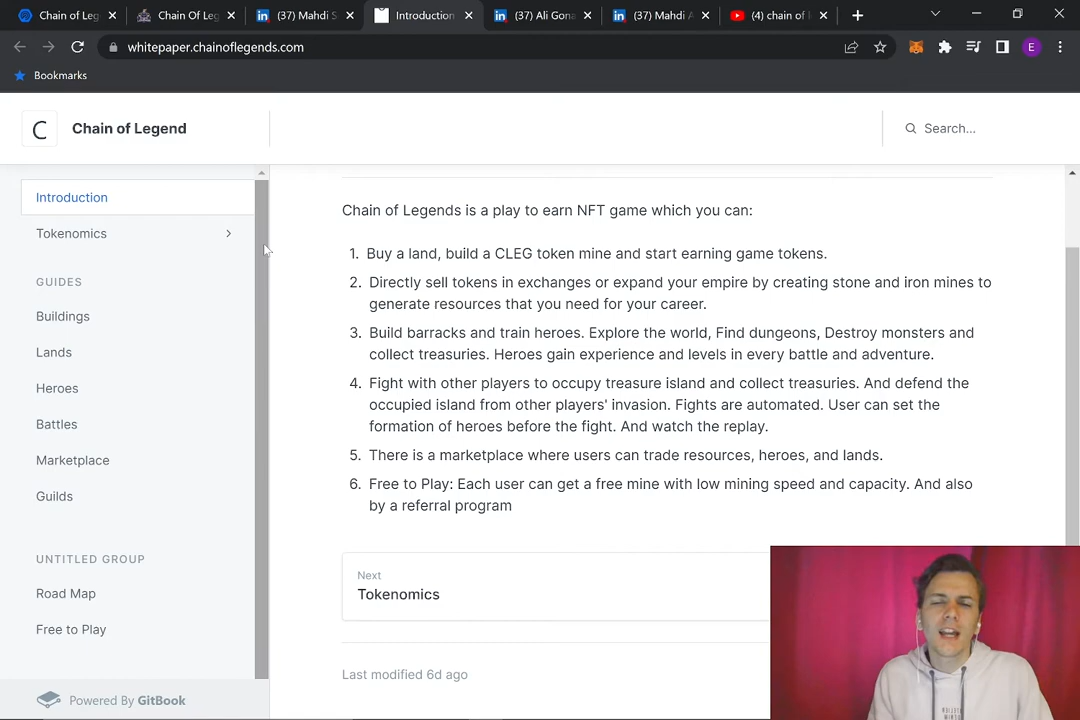 Chain of Leg
Chain Of Leg
(37) Mahdi S
Introduction
(37) Ali Gona
(37) Mahdi A
(4) chain of l
whitepaper.chainoflegends.com
E
Bookmarks
C
Chain of Legend
Search...
Introduction
Tokenomics
GUIDES
Buildings
Lands
Heroes
Battles
Marketplace
Guilds
UNTITLED GROUP
Road Map
Free to Play
Powered By GitBook
Chain of Legends is a play to earn NFT game which you can:
1. Buy a land, build a CLEG token mine and start earning game tokens.
2. Directly sell tokens in exchanges or expand your empire by creating stone and iron mines to
generate resources that you need for your career.
3. Build barracks and train heroes. Explore the world, Find dungeons, Destroy monsters and
collect treasuries. Heroes gain experience and levels in every battle and adventure.
4. Fight with other players to occupy treasure island and collect treasuries. And defend the
occupied island from other players' invasion. Fights are automated. User can set the
formation of heroes before the fight. And watch the replay.
5. There is a marketplace where users can trade resources, heroes, and lands.
6. Free to Play: Each user can get a free mine with low mining speed and capacity. And also
by a referral program
Next
Tokenomics
Last modified 6d ago